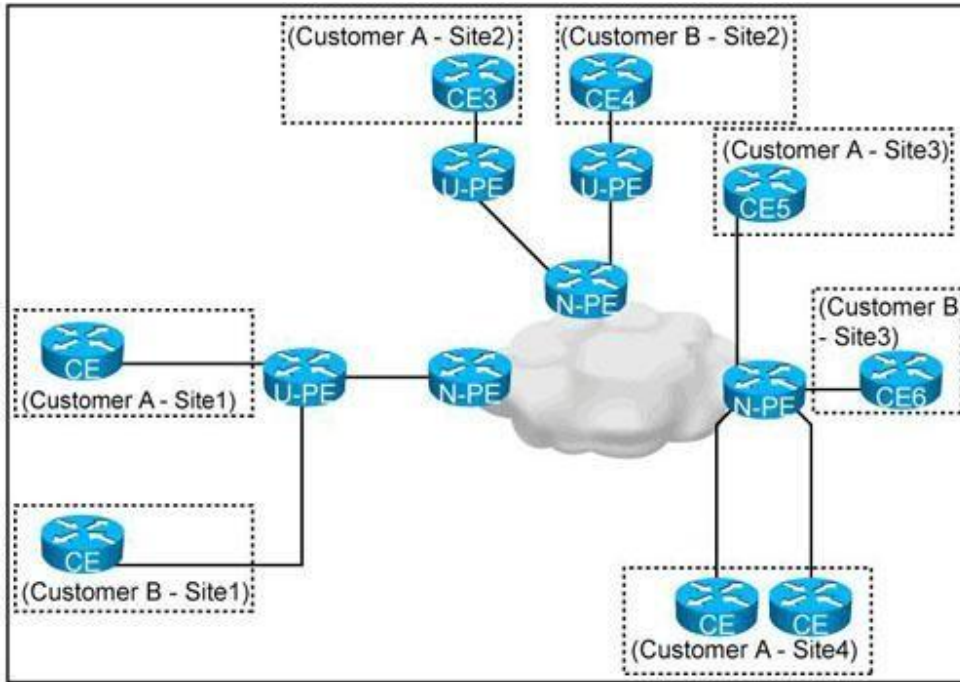 (Customer A - Site2)
CE3
(Customer B - Site2)
CE4
U-PE
U-PE
(Customer A - Site3)
CE5
N-PE
CE
(Customer A - Site1)
U-PE
N-PE
N-PE
(Customer B
- Site3)
CE6
CE
(Customer B - Site1)
CE
CE
(Customer A - Site4)